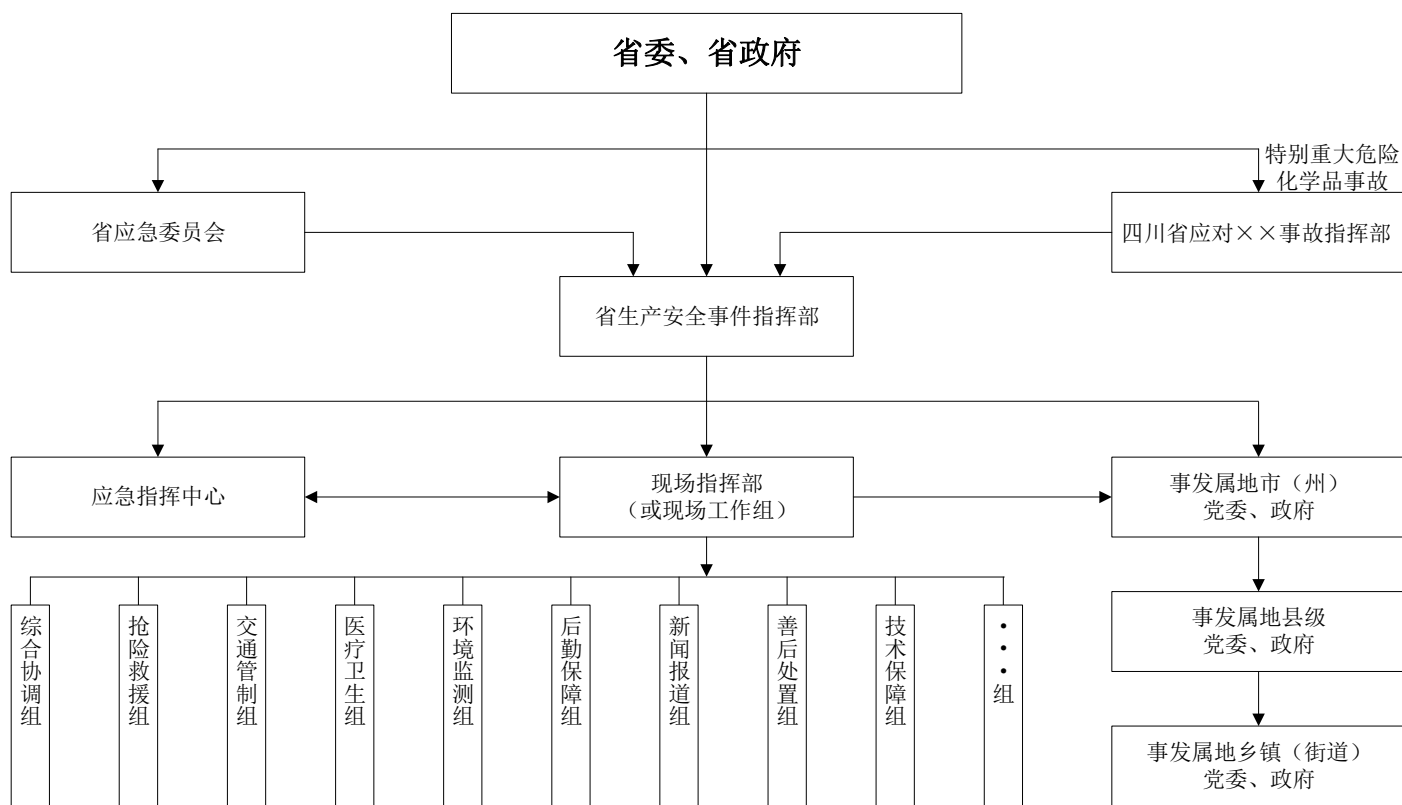 省委、省政府
特别重大危险
化学品事故
省应急委员会
四川省应对××事故指挥部
省生产安全事件指挥部
应急指挥中心
现场指挥部
（或现场工作组）
事发属地市（州）
党委、政府
综合协调组
抢险救援组
交通管制组
医疗卫生组
环境监测组
后勤保障组
新闻报道组
善后处置组
技术保障组
•••组
事发属地县级
党委、政府
事发属地乡镇（街道）
党委、政府